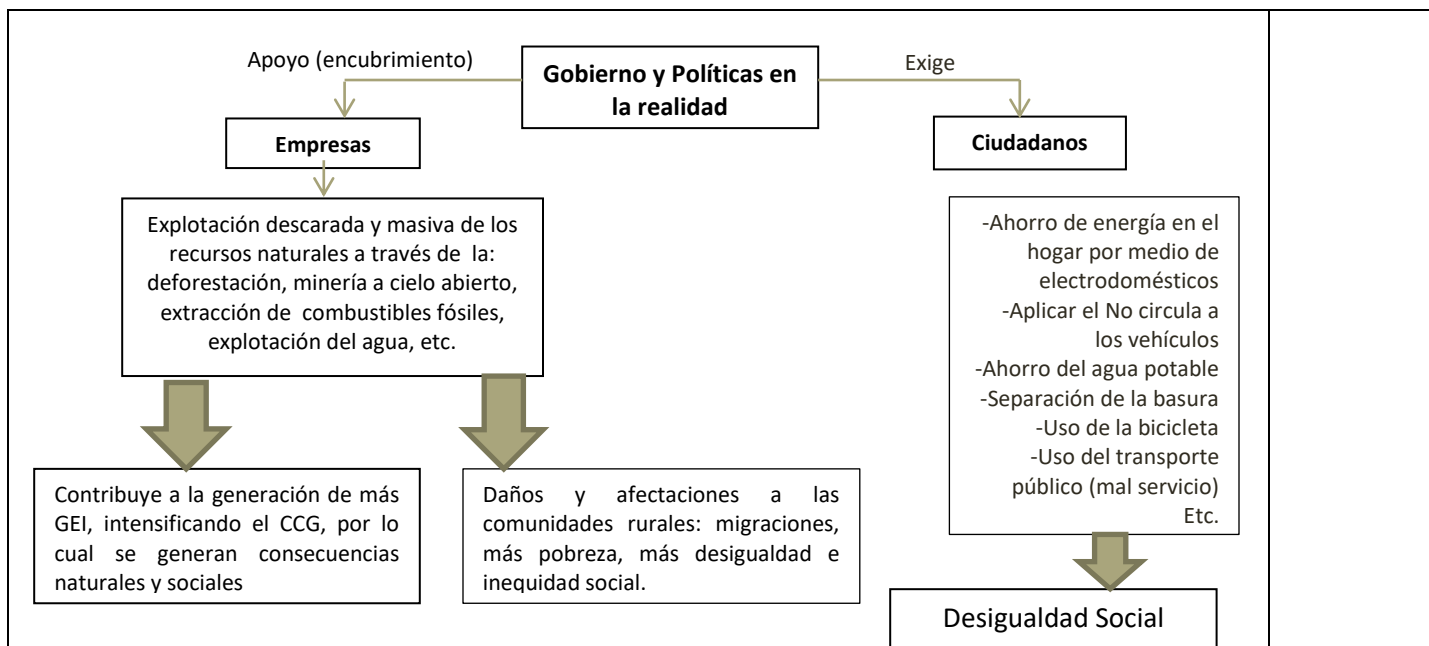 Apoyo (encubrimiento)
Gobierno y Políticas en
la realidad
Exige
Empresas
Ciudadanos
Explotación descarada y masiva de los
recursos naturales a través de la:
deforestación, minería a cielo abierto,
extracción de combustibles fósiles,
explotación del agua, etc.
-Ahorro de energía en el
hogar por medio de
electrodomésticos
-Aplicar el No circula a
los vehículos
-Ahorro del agua potable
-Separación de la basura
-Uso de la bicicleta
-Uso del transporte
público (mal servicio)
Etc.
Contribuye a la generación de más
GEI, intensificando el CCG, por lo
cual se generan consecuencias
naturales y sociales
Daños y afectaciones a las
comunidades rurales: migraciones,
más pobreza, más desigualdad e
inequidad social.
Desigualdad Social